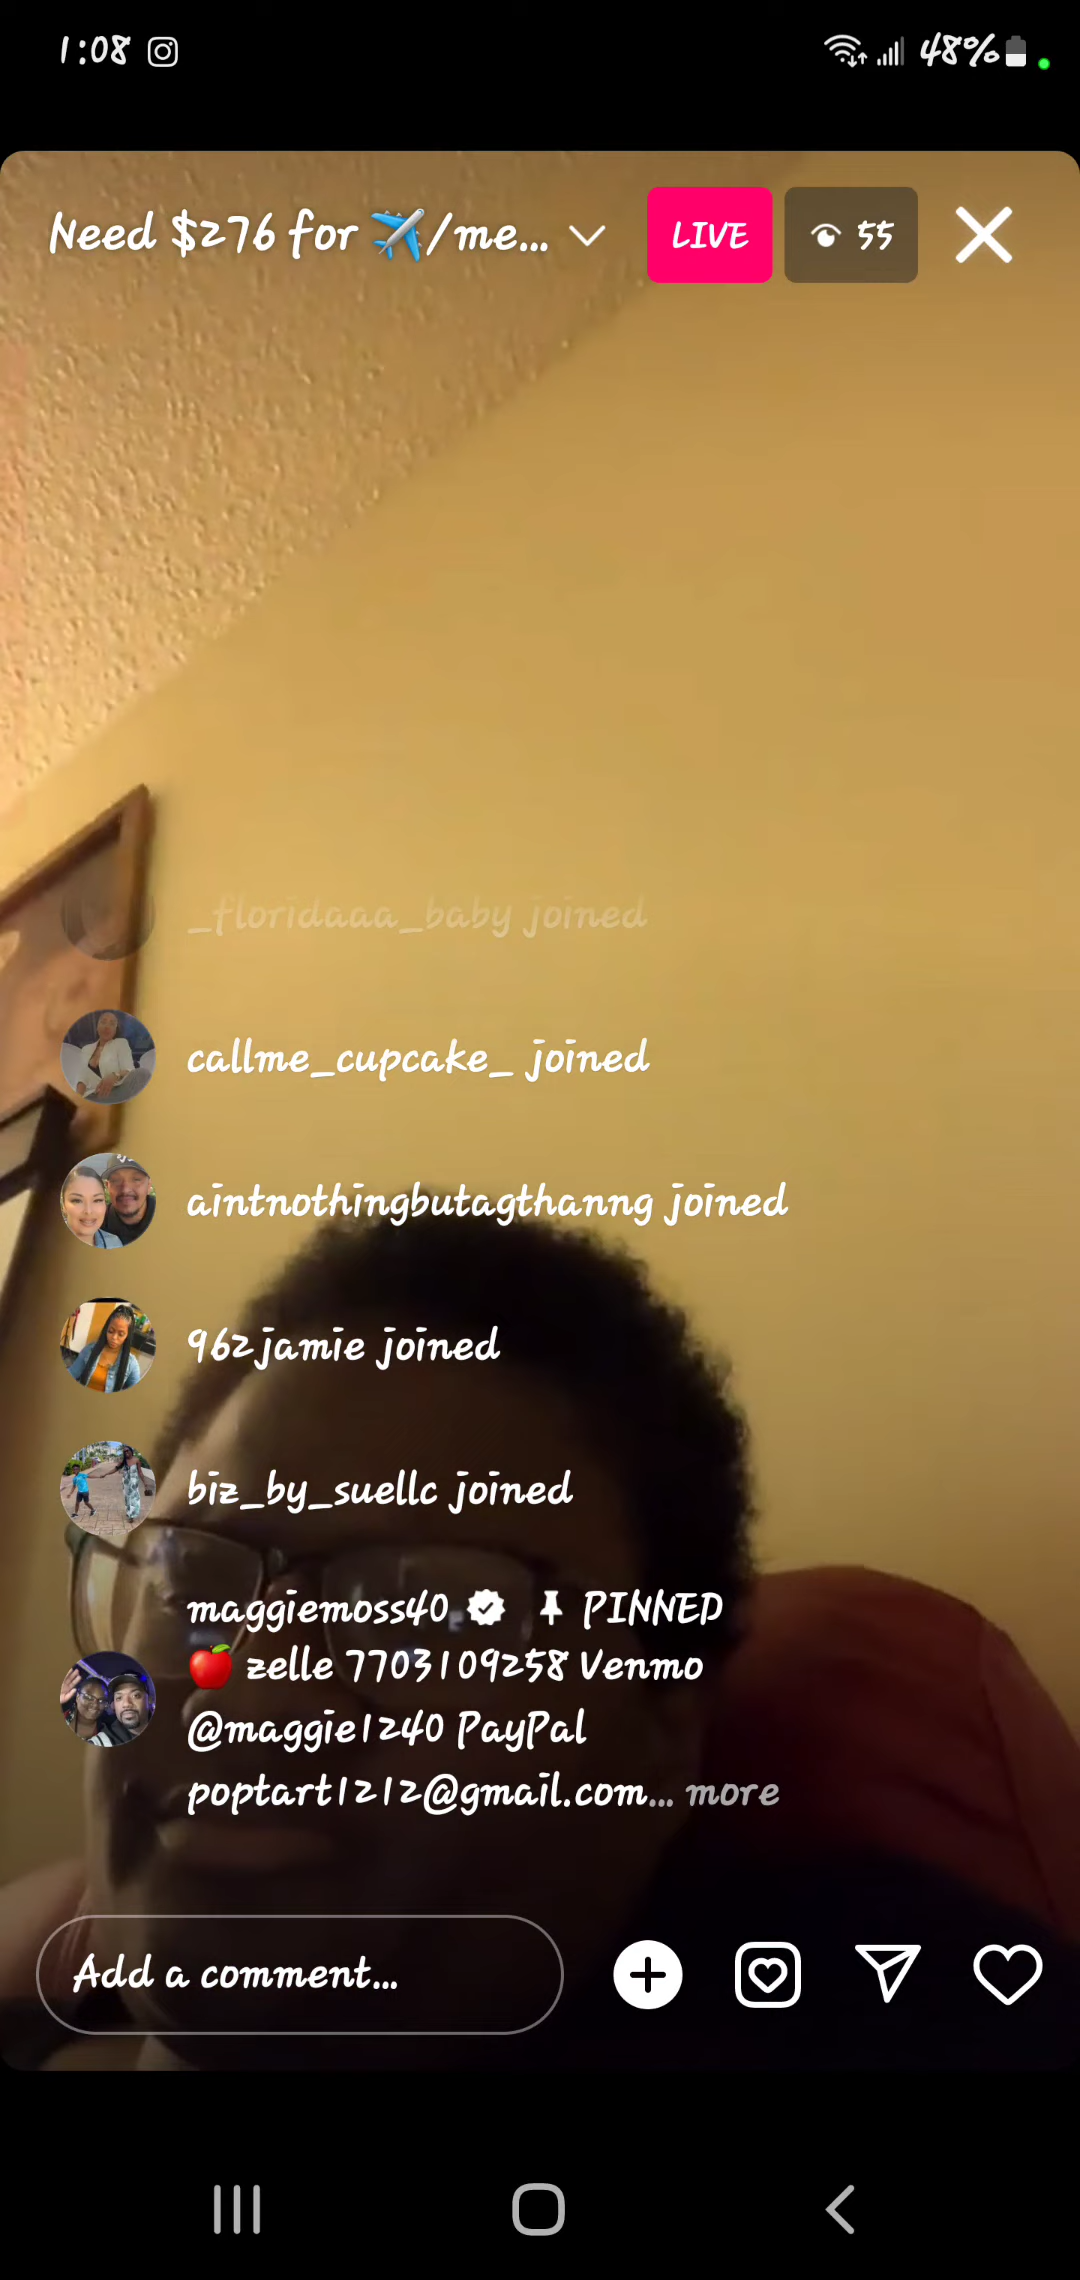 1:08
48%
Need $276 for ✈️/me...
LIVE
55
_floridaaa_baby joined
callme_cupcake_ joined
aintnothingbutagthanng joined
962jamie joined
biz_by_suellc joined
maggiemoss40 PINNED
🍎 zelle 7703109258 Venmo
@maggie1240 PayPal
poptart1212@gmail.com... more
Add a comment...